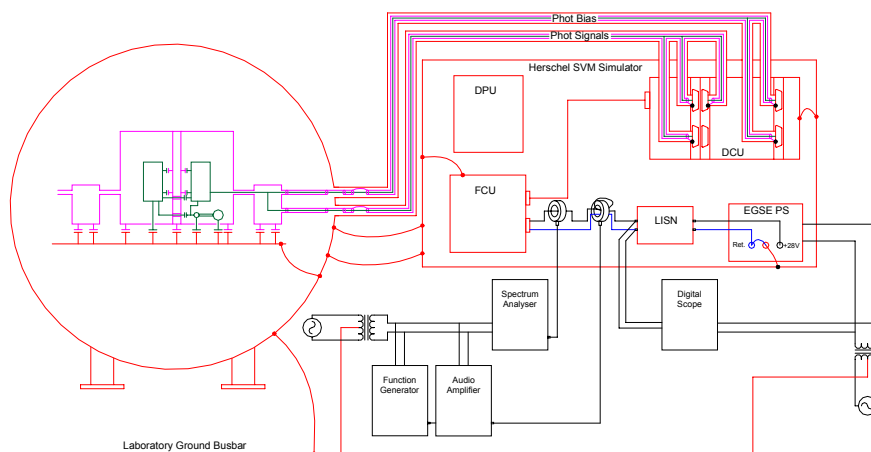 Phot Bias
Phot Signals
Herschel SVM Simulator
DPU
DCU
FCU
LISN
EGSE PS
Ret.
+28V
Spectrum
Analyser
Digital
Scope
Function
Generator
Audio
Amplifier
Laboratory Ground Busbar